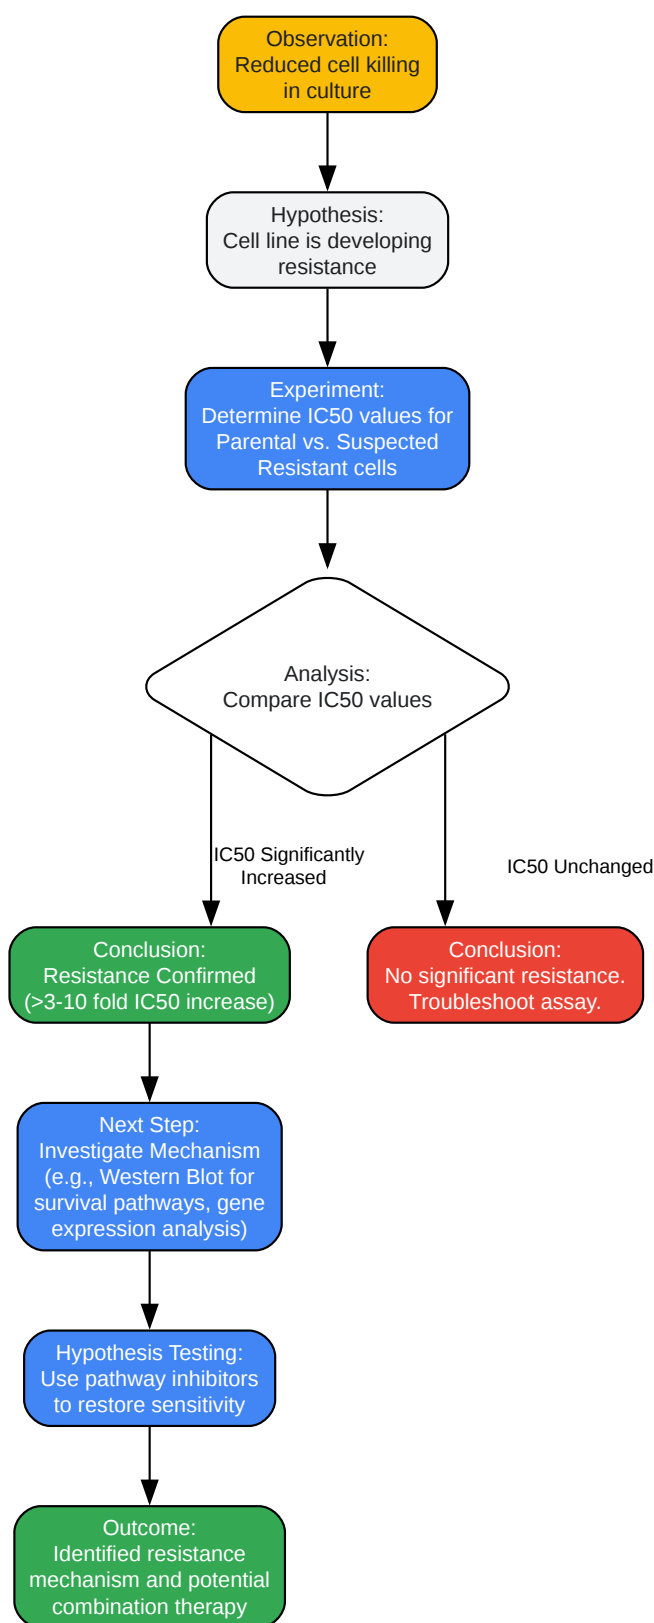 Observation:
Reduced cell killing
in culture
Hypothesis:
Cell line is developing
resistance
Experiment:
Determine IC50 values for
Parental vs. Suspected
Resistant cells
Analysis:
Compare IC50 values
IC50 Significantly
Increased
IC50 Unchanged
Conclusion:
Resistance Confirmed
(>3-10 fold IC50 increase)
Conclusion:
No significant resistance.
Troubleshoot assay.
Next Step:
Investigate Mechanism
(e.g., Western Blot for
survival pathways, gene
expression analysis)
Hypothesis Testing:
Use pathway inhibitors
to restore sensitivity
Outcome:
Identified resistance
mechanism and potential
combination therapy